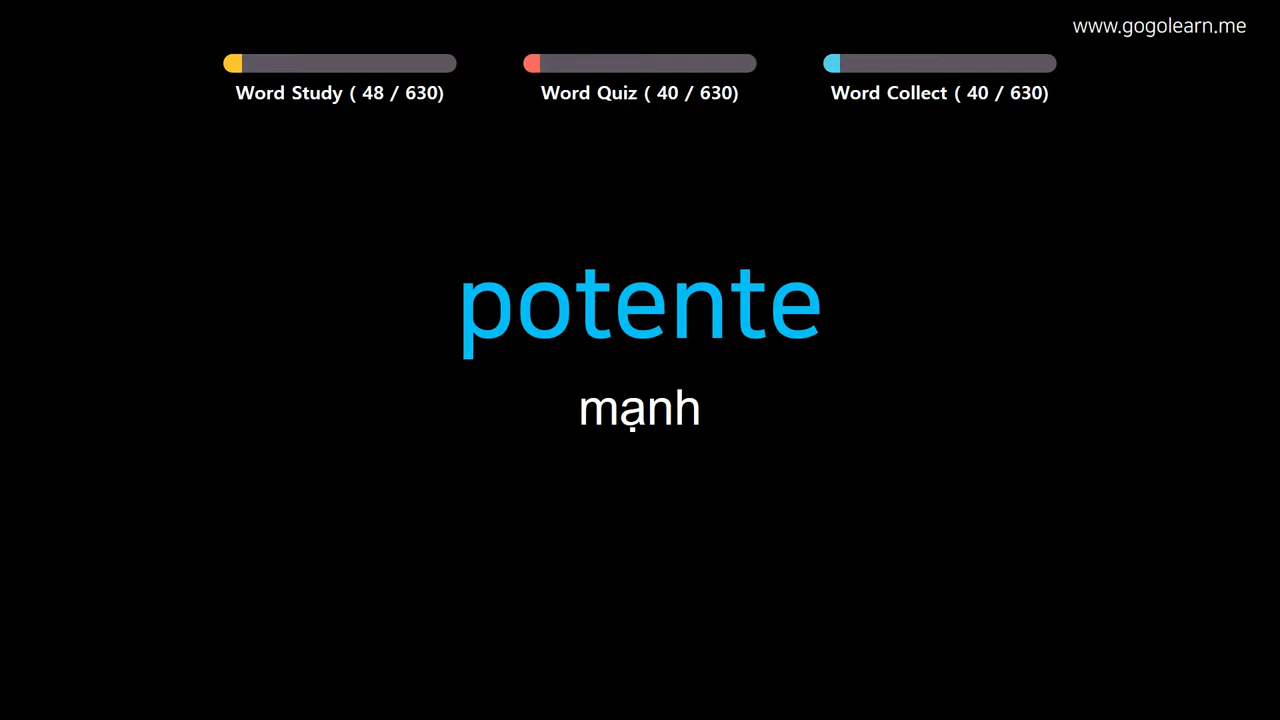 www.gogolearn.me
Word Study ( 48 / 630)
Word Quiz ( 40 / 630)
Word Collect ( 40 / 630)
potente
mạnh